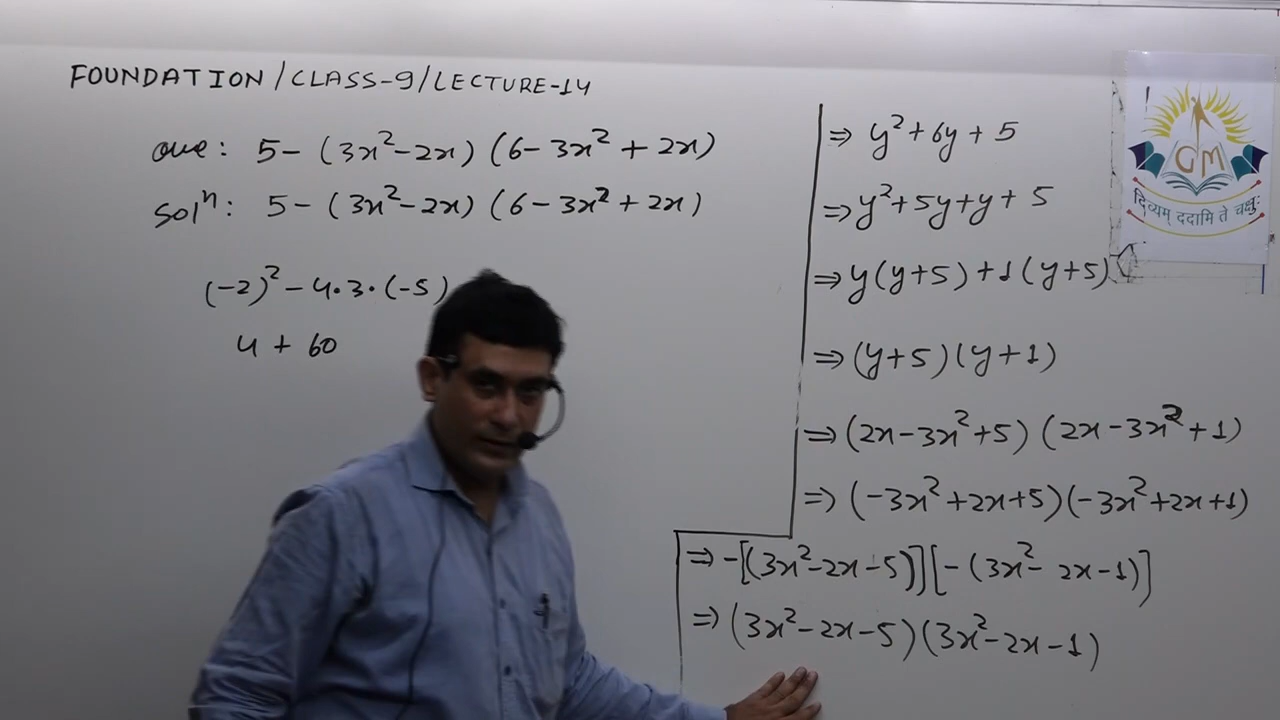 FOUNDATION/CLASS-9/LECTURE-14
que: 5-(3x²-2x)(6-3x²+2x)
solⁿ: 5-(3x²-2x)(6-3x²+2x)
(-2)²-4·3·(-5)
4+60
⇒ y²+6y+5
⇒ y²+5y+y+5
⇒ y(y+5)+1(y+5)
⇒ (y+5)(y+1)
⇒ (2x-3x²+5)(2x-3x²+1)
⇒ (-3x²+2x+5)(-3x²+2x+1)
⇒ -[(3x²-2x-5)][-(3x²-2x-1)]
⇒ (3x²-2x-5)(3x²-2x-1)
GM
दिव्यम् ददामि ते चक्षुः